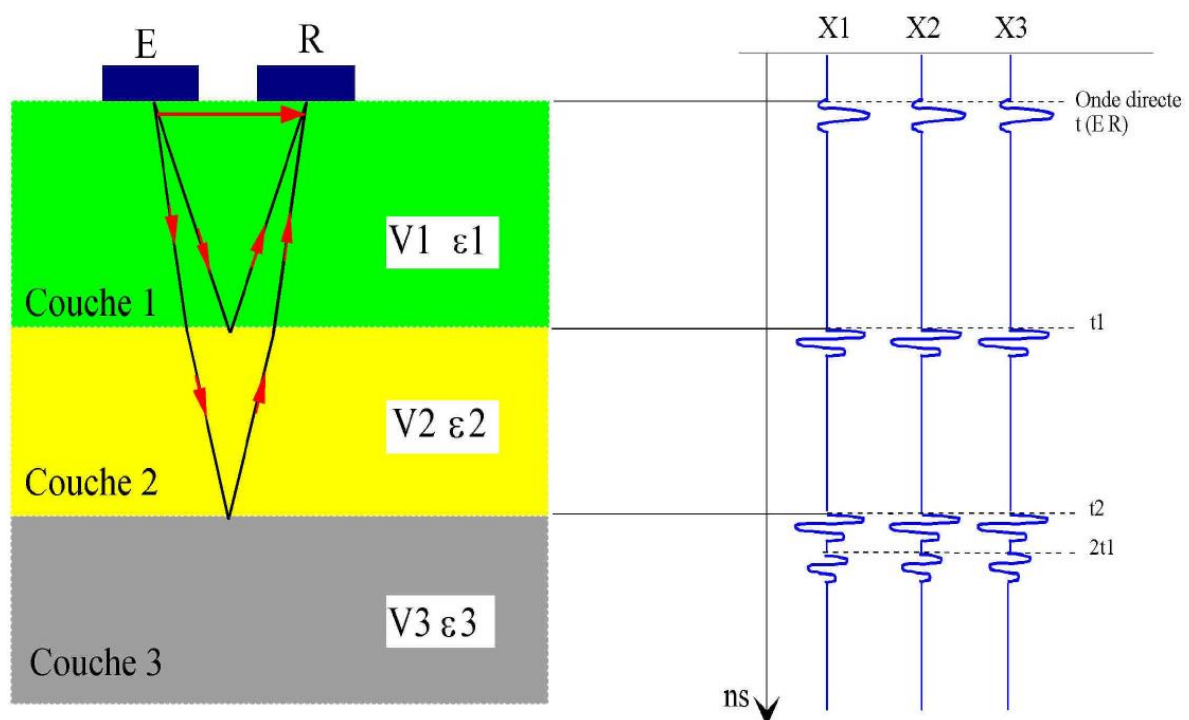 E
R
V1 ε1
Couche 1
V2 ε2
Couche 2
V3 ε3
Couche 3
X1 X2 X3
Onde directe
t (E R)
t1
t2
2t1
ns